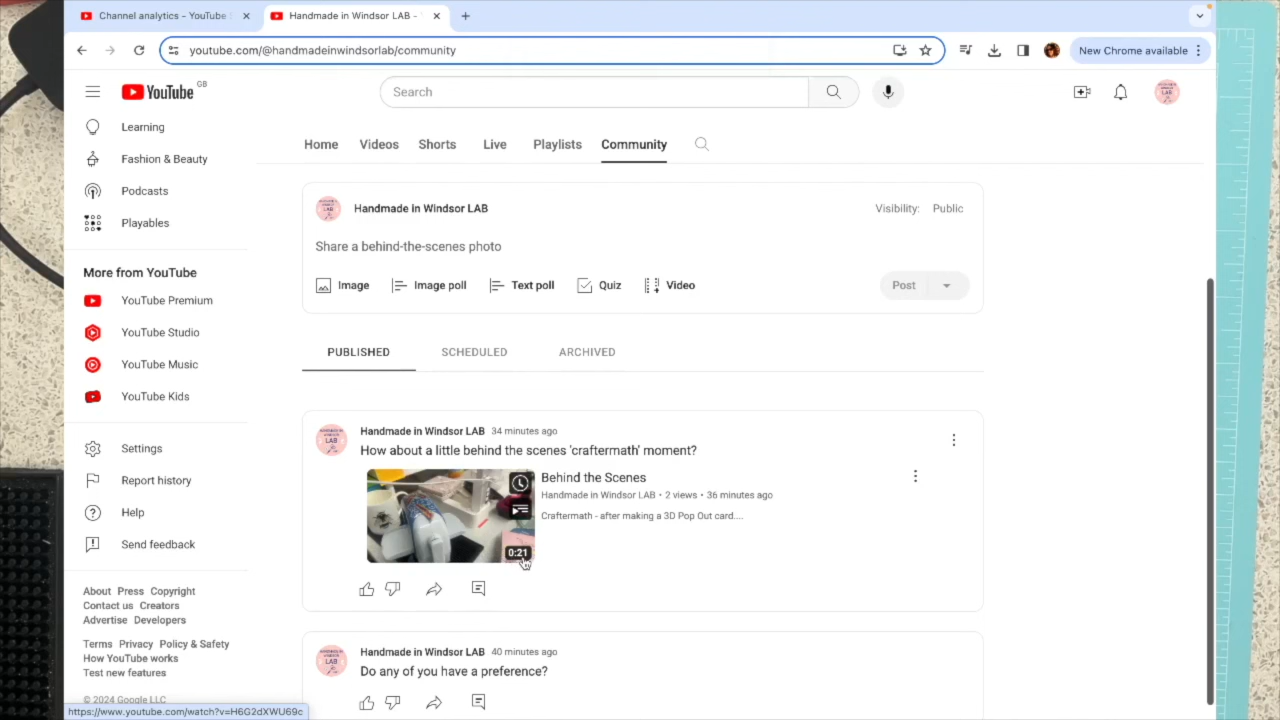 Channel analytics - YouTube
Handmade in Windsor LAB -
youtube.com/@handmadeinwindsorlab/community
New Chrome available
YouTube GB
Search
Learning
Fashion & Beauty
Podcasts
Playables
More from YouTube
YouTube Premium
YouTube Studio
YouTube Music
YouTube Kids
Settings
Report history
Help
Send feedback
About Press Copyright
Contact us Creators
Advertise Developers
Terms Privacy Policy & Safety
How YouTube works
Test new features
© 2024 Google LLC
https://www.youtube.com/watch?v=H6G2dXWU69c
Home Videos Shorts Live Playlists Community
Handmade in Windsor LAB
Visibility: Public
Share a behind-the-scenes photo
Image Image poll Text poll Quiz Video Post
PUBLISHED SCHEDULED ARCHIVED
Handmade in Windsor LAB 34 minutes ago
How about a little behind the scenes 'craftermath' moment?
0:21
Behind the Scenes
Handmade in Windsor LAB • 2 views • 36 minutes ago
Craftermath - after making a 3D Pop Out card....
Handmade in Windsor LAB 40 minutes ago
Do any of you have a preference?